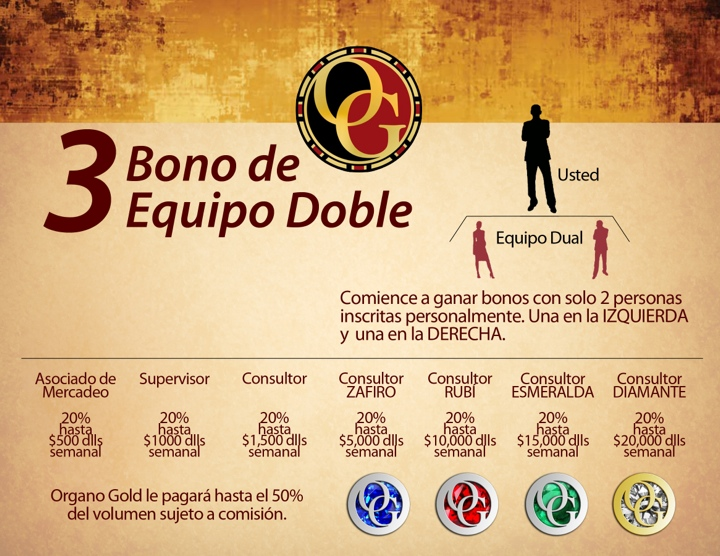 OG
3 Bono de
Equipo Doble
Usted
Equipo Dual
Comience a ganar bonos con solo 2 personas
inscritas personalmente. Una en la IZQUIERDA
y una en la DERECHA.
Asociado de
Mercadeo
20%
hasta
$500 dlls
semanal
Supervisor
20%
hasta
$1000 dlls
semanal
Consultor
20%
hasta
$1,500 dlls
semanal
Consultor
ZAFIRO
20%
hasta
$5,000 dlls
semanal
Consultor
RUBÍ
20%
hasta
$10,000 dlls
semanal
Consultor
ESMERALDA
20%
hasta
$15,000 dlls
semanal
Consultor
DIAMANTE
20%
hasta
$20,000 dlls
semanal
Organo Gold le pagará hasta el 50%
del volumen sujeto a comisión.
OG
OG
OG
OG